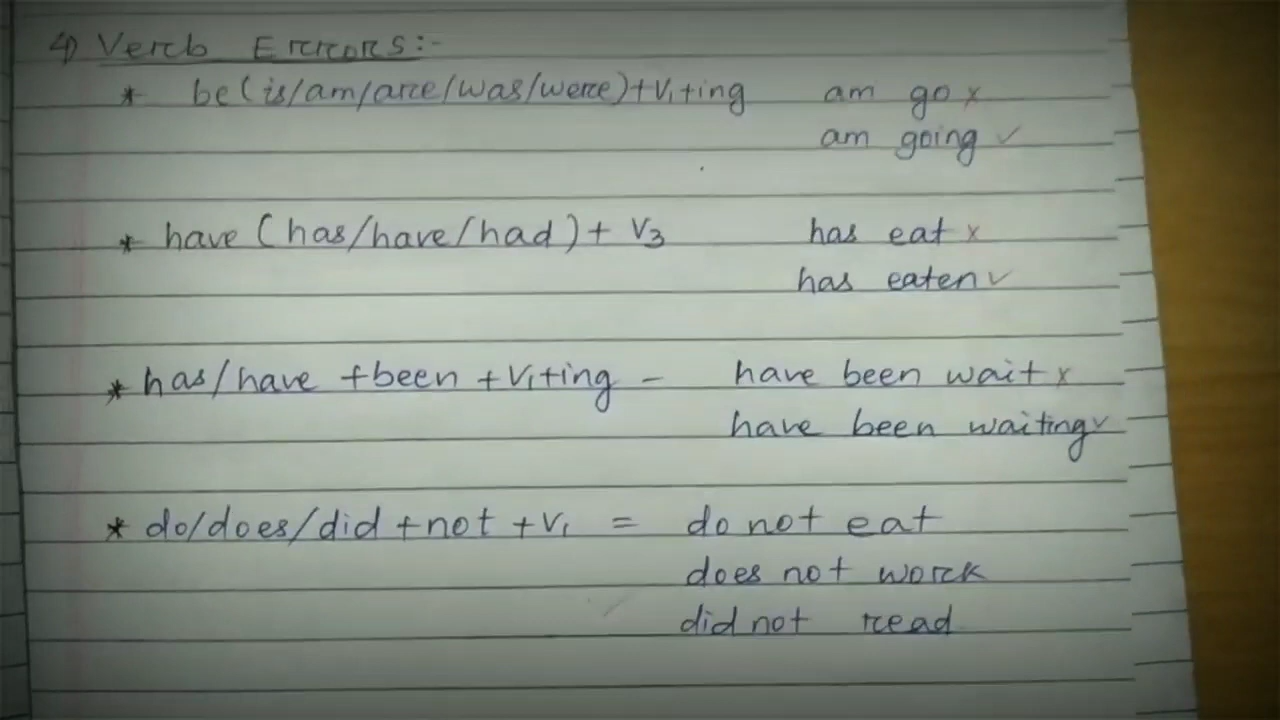 4) Verb Errors:-
* be (is/am/are/was/were)+V₁+ing am go x
am going ✓
* have (has/have/had) + V₃ has eat x
has eaten ✓
* has/have +been +V₁+ing - have been wait x
have been waiting ✓
* do/does/did +not +V₁ = do not eat
does not work
did not read